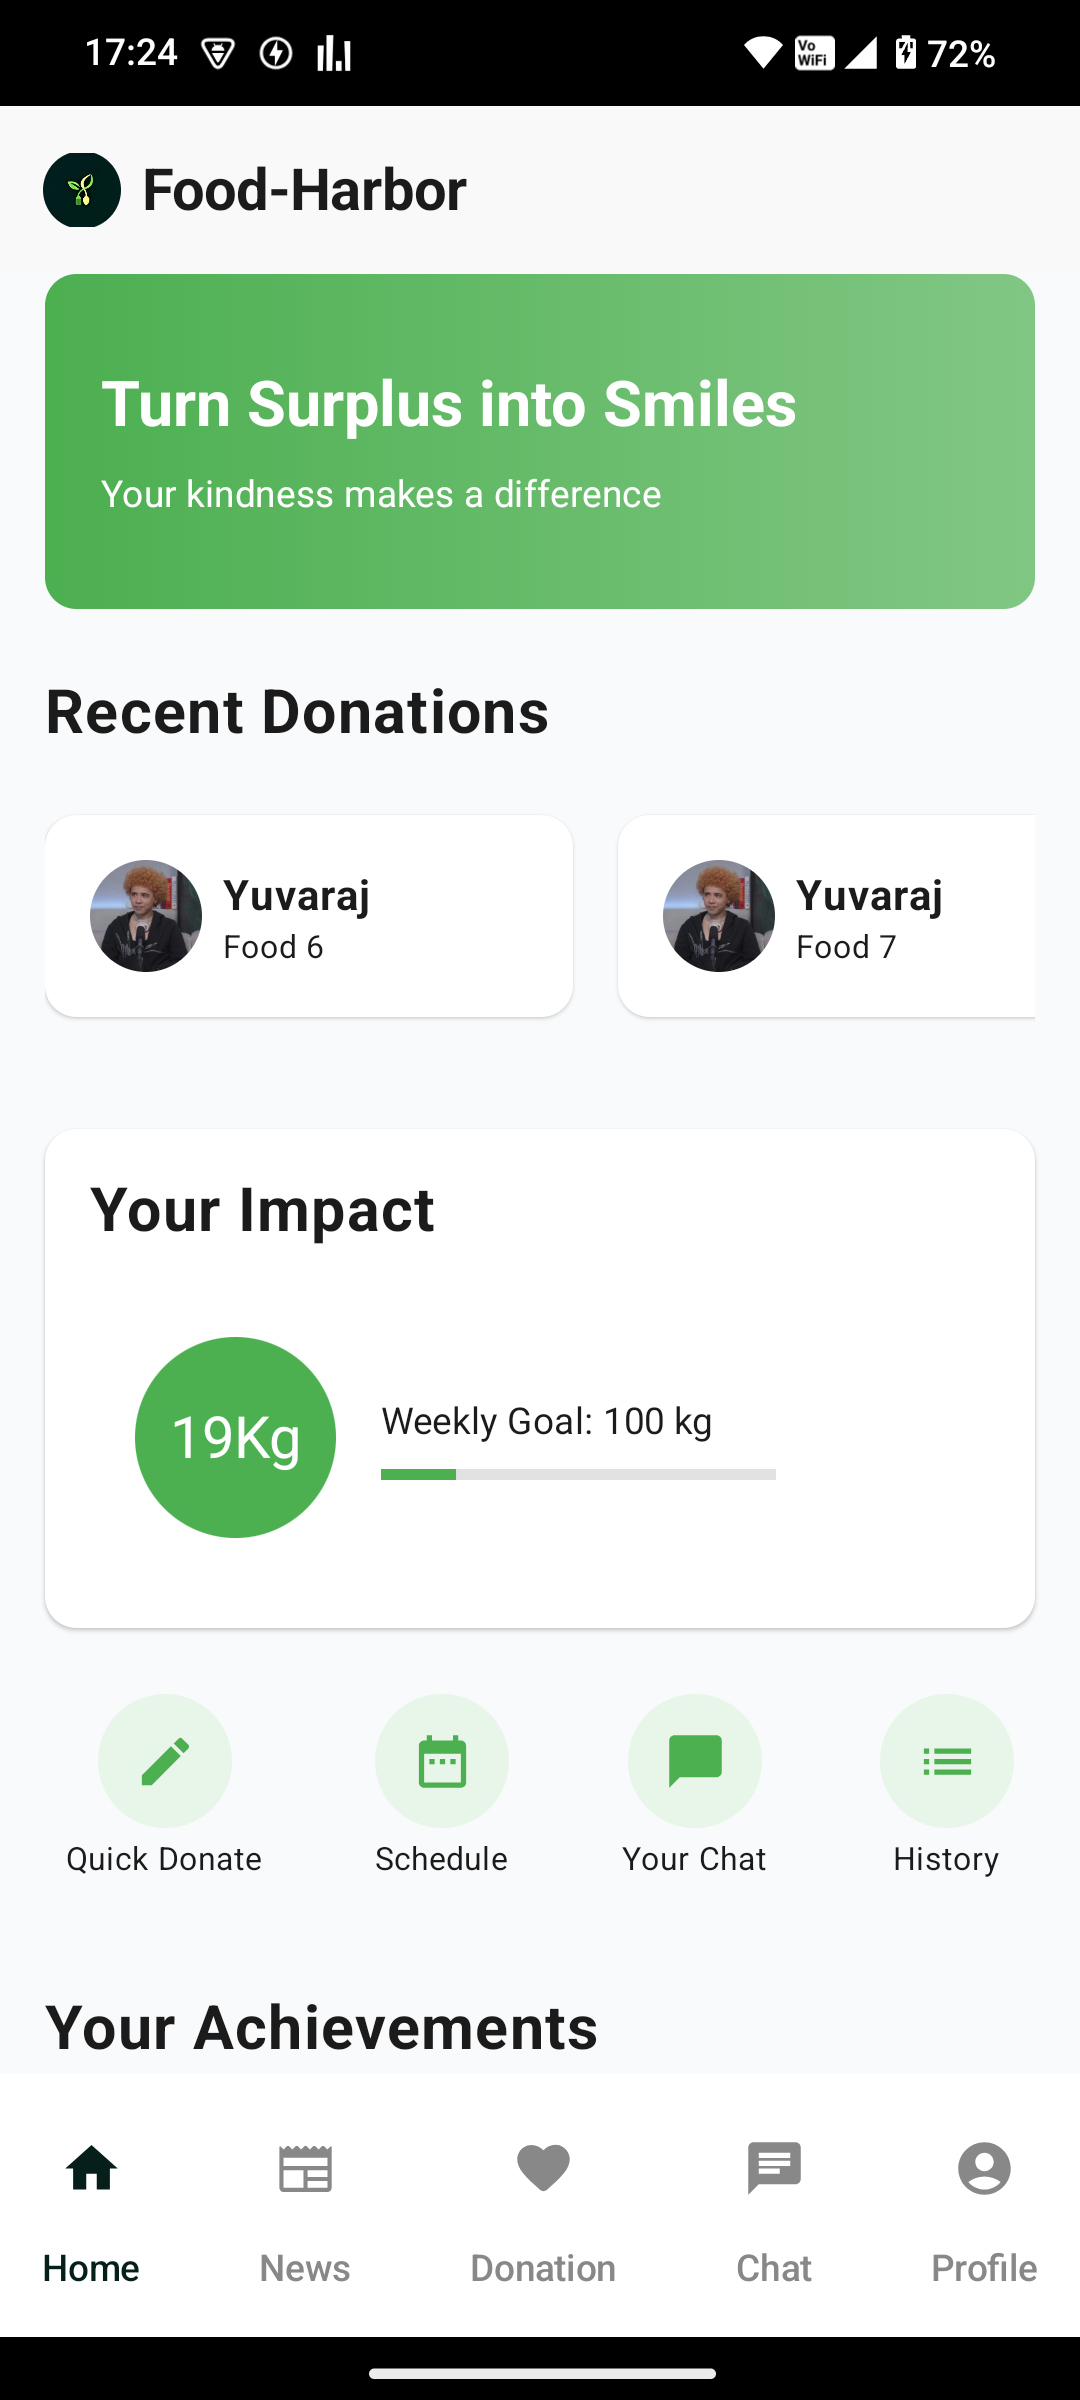 17:24
Vo
WiFi
72%
Food-Harbor
Turn Surplus into Smiles
Your kindness makes a difference
Recent Donations
Yuvaraj
Food 6
Yuvaraj
Food 7
Your Impact
19Kg
Weekly Goal: 100 kg
Quick Donate
Schedule
Your Chat
History
Your Achievements
Home
News
Donation
Chat
Profile